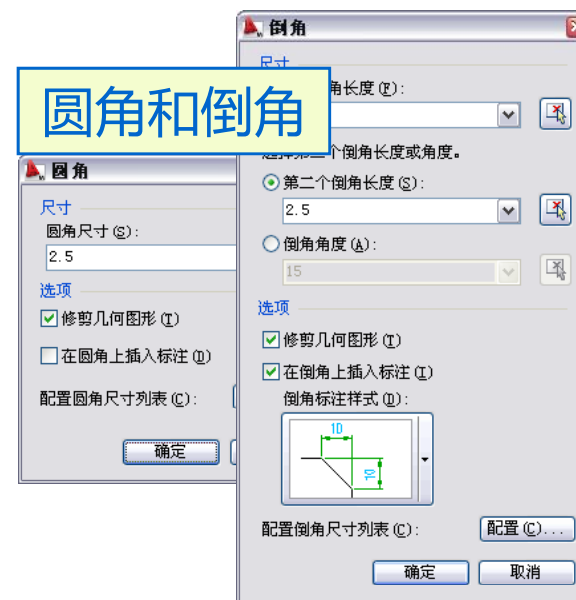 倒角
尺寸
角长度(F):
圆角和倒角
个倒角长度或角度。
圆角
第二个倒角长度(S):
尺寸
圆角尺寸(S):
2.5
2.5
倒角角度(A):
15
选项
选项
修剪几何图形(T)
修剪几何图形(T)
在圆角上插入标注(D)
在倒角上插入标注(I)
倒角标注样式(D):
配置圆角尺寸列表(C):
10
10
确定
配置倒角尺寸列表(C):
配置(C)...
确定
取消